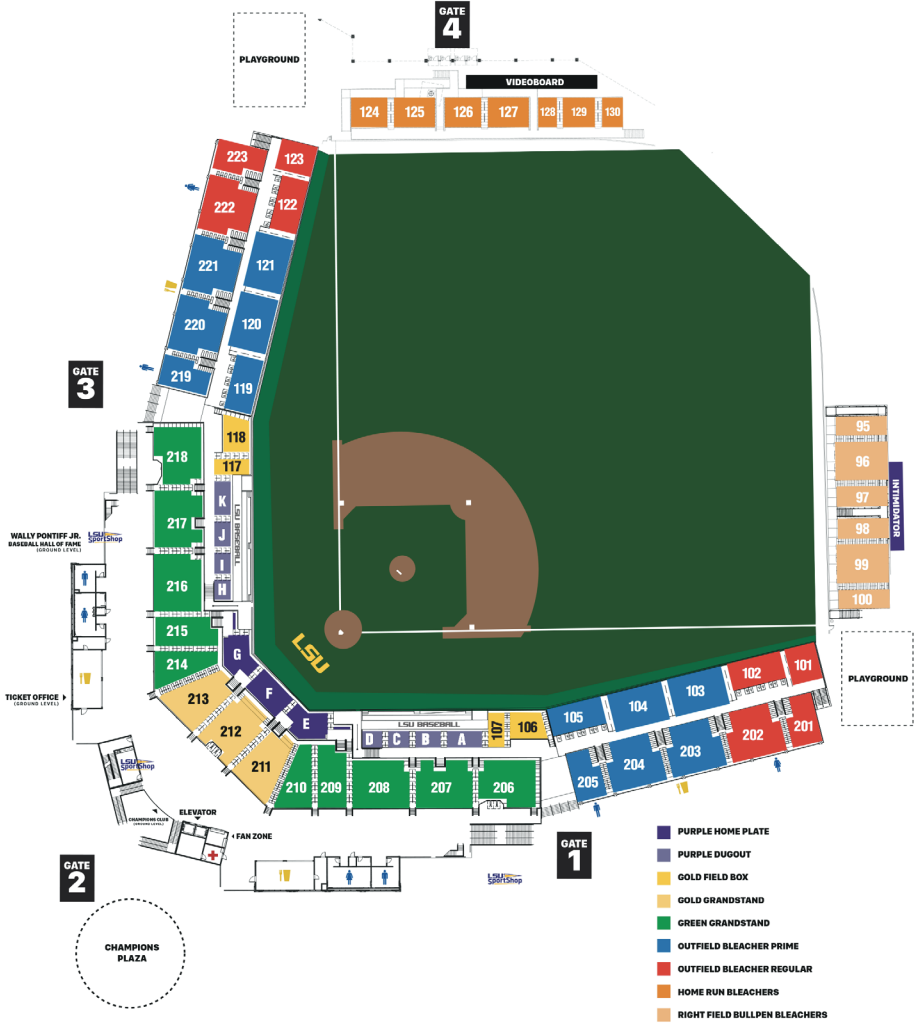 GATE
4
PLAYGROUND
VIDEOBOARD
124
125
126
127
128
129
130
223
123
222
122
221
121
220
120
219
119
GATE
3
118
117
218
217
216
215
214
213
212
211
K
J
I
H
LSU BASEBALL
G
F
E
LSU
95
96
97
98
99
100
INTIMIDATOR
WALLY PONTIFF JR.
BASEBALL HALL OF FAME
(GROUND LEVEL)
LSU
SportShop
TICKET OFFICE
(GROUND LEVEL)
PLAYGROUND
LSU BASEBALL
D
C
B
A
107
106
105
104
103
102
101
210
209
208
207
206
205
204
203
202
201
LSU
SportShop
CHAMPIONS CLUB
(GROUND LEVEL)
ELEVATOR
FAN ZONE
GATE
2
GATE
1
LSU
SportShop
CHAMPIONS
PLAZA
PURPLE HOME PLATE
PURPLE DUGOUT
GOLD FIELD BOX
GOLD GRANDSTAND
GREEN GRANDSTAND
OUTFIELD BLEACHER PRIME
OUTFIELD BLEACHER REGULAR
HOME RUN BLEACHERS
RIGHT FIELD BULLPEN BLEACHERS